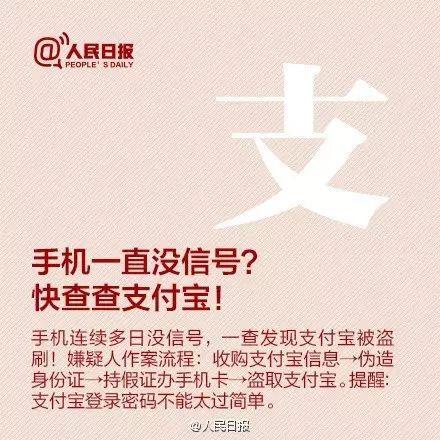 @人民日报
PEOPLE'S DAILY
支
手机一直没信号？
快查查支付宝！
手机连续多日没信号，一查发现支付宝被盗
刷！嫌疑人作案流程：收购支付宝信息→伪造
身份证→持假证办手机卡→盗取支付宝。提醒：
支付宝登录密码不能太过简单。
@人民日报